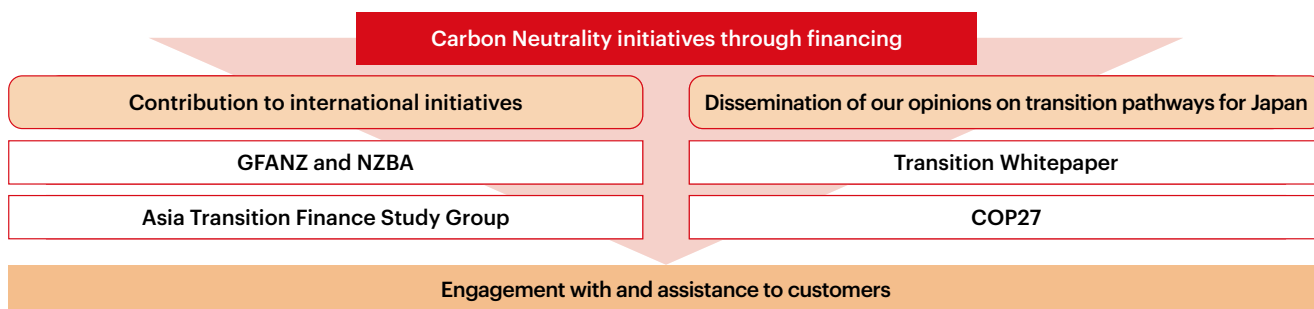 Carbon Neutrality initiatives through financing
Contribution to international initiatives
GFANZ and NZBA
Asia Transition Finance Study Group
Dissemination of our opinions on transition pathways for Japan
Transition Whitepaper
COP27
Engagement with and assistance to customers